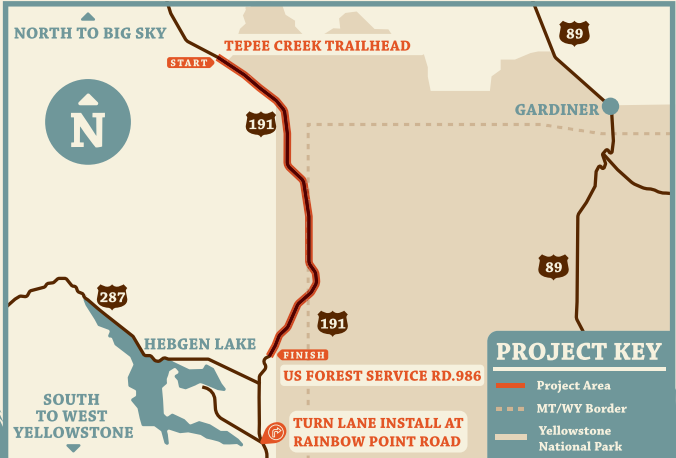 NORTH TO BIG SKY
TEPEE CREEK TRAILHEAD
START
89
GARDINER
N
191
89
287
191
HEBGEN LAKE
FINISH
US FOREST SERVICE RD.986
SOUTH
TO WEST
YELLOWSTONE
TURN LANE INSTALL AT
RAINBOW POINT ROAD
PROJECT KEY
Project Area
MT/WY Border
Yellowstone
National Park